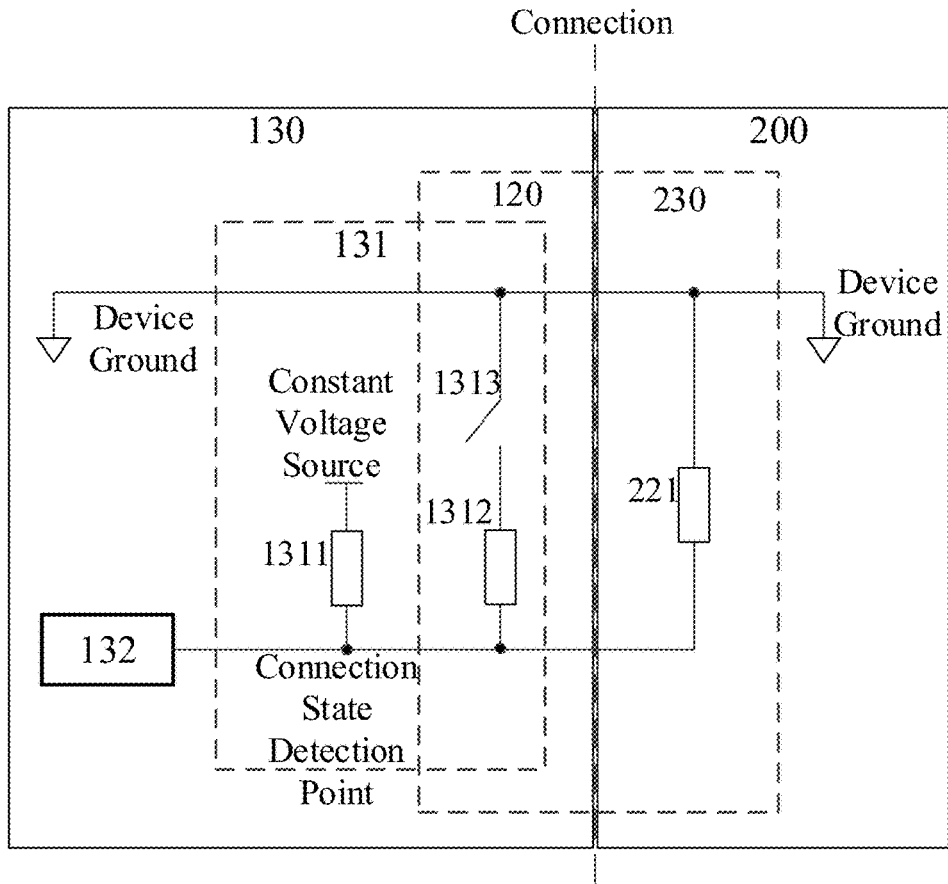 Connection
130
200
120
230
131
Device
Ground
Device
Ground
Constant
Voltage
Source
1313
1312
221
1311
132
Connection
State
Detection
Point